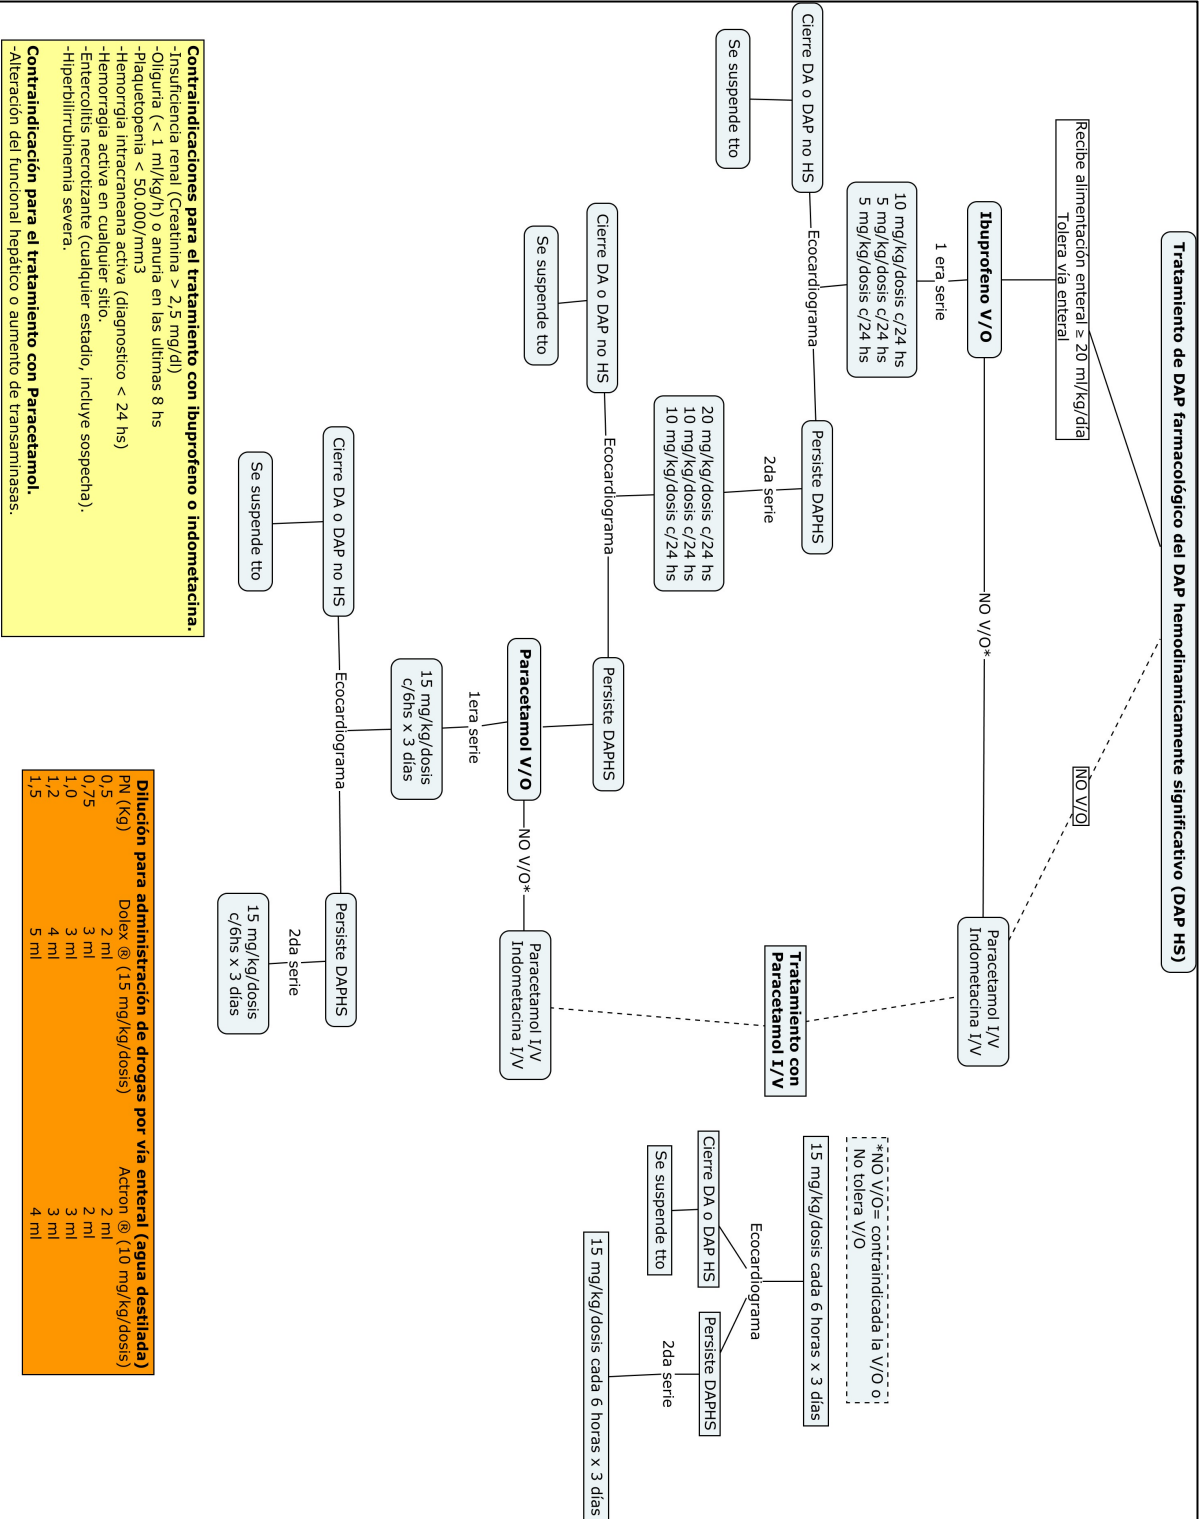 Tratamiento de DAP farmacológico del DAP hemodinamicamente significativo (DAP HS)
Recibe alimentación enteral ≥ 20 ml/kg/día
Tolera vía enteral
NO V/O
Ibuprofeno V/O
NO V/O*
Paracetamol I/V
Indometacina I/V
1 era serie
10 mg/kg/dosis c/24 hs
5 mg/kg/dosis c/24 hs
5 mg/kg/dosis c/24 hs
*NO V/O= contraindicada la V/O o
No tolera V/O
Ecocardiograma
Cierre DA o DAP no HS
Persiste DAPHS
Tratamiento con
Paracetamol I/V
15 mg/kg/dosis cada 6 horas x 3 días
Se suspende tto
2da serie
Ecocardiograma
20 mg/kg/dosis c/24 hs
10 mg/kg/dosis c/24 hs
10 mg/kg/dosis c/24 hs
Cierre DA o DAP HS
Persiste DAPHS
Ecocardiograma
Se suspende tto
2da serie
Cierre DA o DAP no HS
Persiste DAPHS
15 mg/kg/dosis cada 6 horas x 3 días
Se suspende tto
Paracetamol V/O
NO V/O*
Paracetamol I/V
Indometacina I/V
1era serie
15 mg/kg/dosis
c/6hs x 3 días
Ecocardiograma
Cierre DA o DAP no HS
Persiste DAPHS
Se suspende tto
2da serie
15 mg/kg/dosis
c/6hs x 3 días
Contraindicaciones para el tratamiento con ibuprofeno o indometacina.
-Insuficiencia renal (Creatinina > 2,5 mg/dl)
-Oliguria (< 1 ml/kg/h) o anuria en las ultimas 8 hs
-Plaquetopenia < 50.000/mm3
-Hemorrgia intracraneana activa (diagnostico < 24 hs)
-Hemorragia activa en cualquier sitio.
-Entercolitis necrotizante (cualquier estadio, incluye sospecha).
-Hiperbilirrubinemia severa.
Contraindicación para el tratamiento con Paracetamol.
-Alteración del funcional hepático o aumento de transaminasas.
Dilución para administración de drogas por vía enteral (agua destilada)
PN (Kg) Dolex ® (15 mg/kg/dosis) Actron ® (10 mg/kg/dosis)
0,5 2 ml 2 ml
0,75 3 ml 2 ml
1,0 3 ml 3 ml
1,2 4 ml 3 ml
1,5 5 ml 4 ml